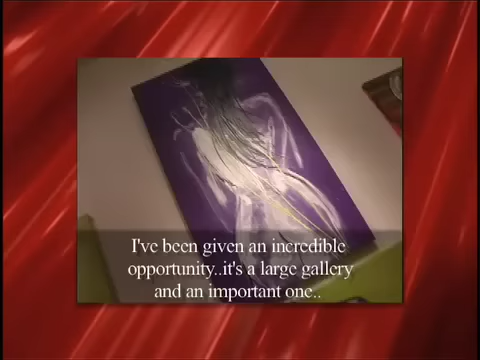 I've been given an incredible
opportunity..it's a large gallery
and an important one..